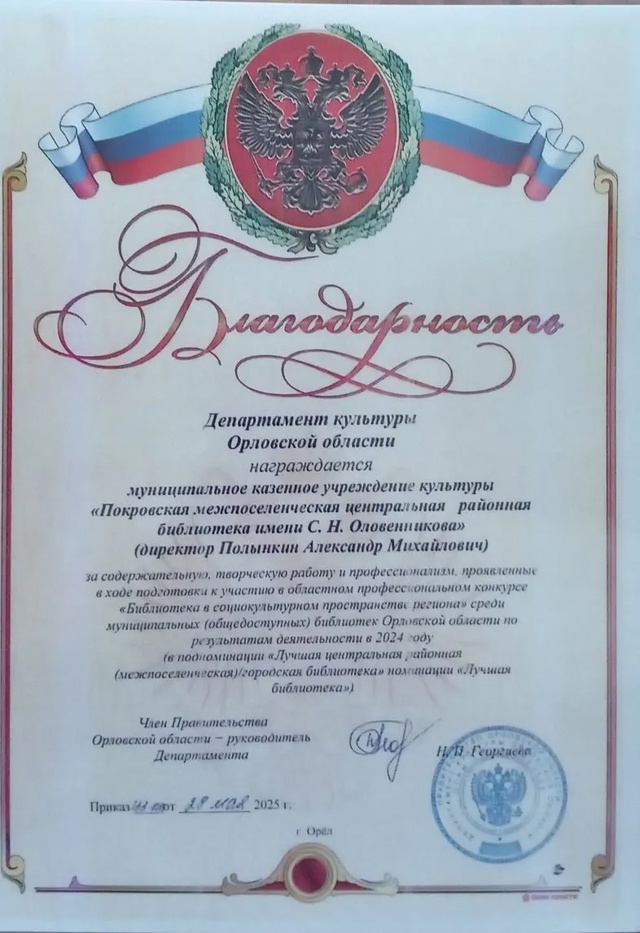 Благодарность
Департамент культуры
Орловской области
награждается
муниципальное казенное учреждение культуры
«Покровская межпоселенческая центральная районная
библиотека имени С. Н. Оловенникова»
(директор Полынкин Александр Михайлович)
за содержательную, творческую работу и профессионализм, проявленные
в ходе подготовки к участию в областном профессиональном конкурсе
«Библиотека в социокультурном пространстве региона» среди
муниципальных (общедоступных) библиотек Орловской области по
результатам деятельности в 2024 году
(в подноминации «Лучшая центральная районная
(межпоселенческая)/городская библиотека» номинации «Лучшая
библиотека»)
Член Правительства
Орловской области – руководитель
Департамента
Н. П. Георгиева
Приказ от 28 мая 2025 г.
г. Орёл